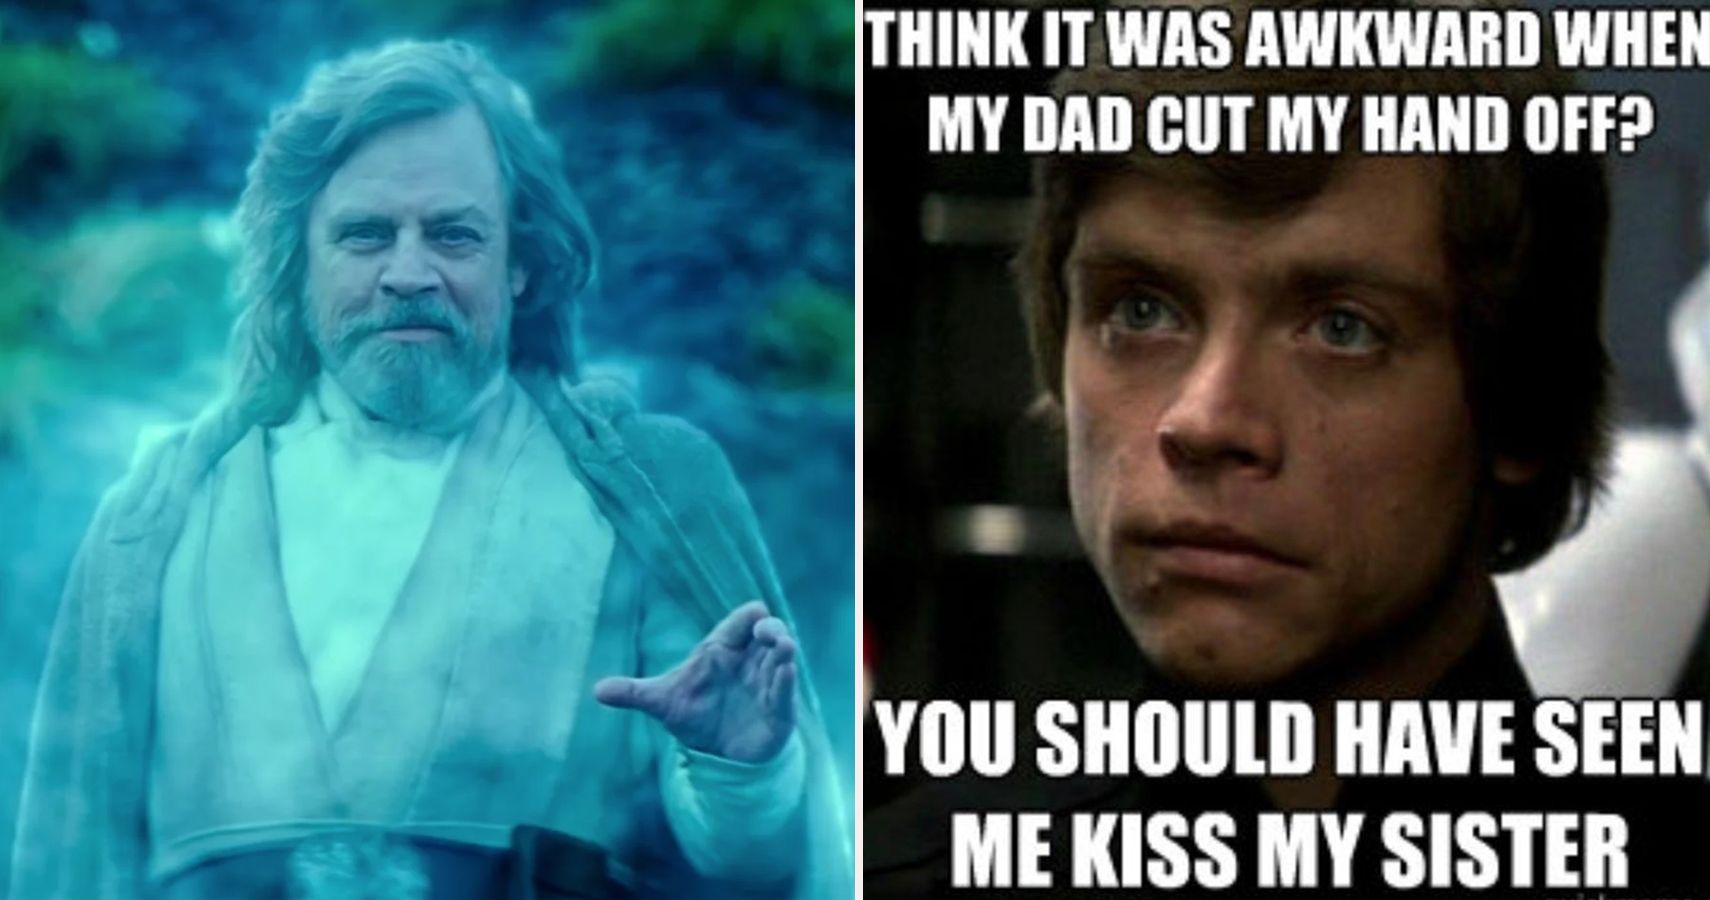 THINK IT WAS AWKWARD WHEN
MY DAD CUT MY HAND OFF?
YOU SHOULD HAVE SEEN
ME KISS MY SISTER